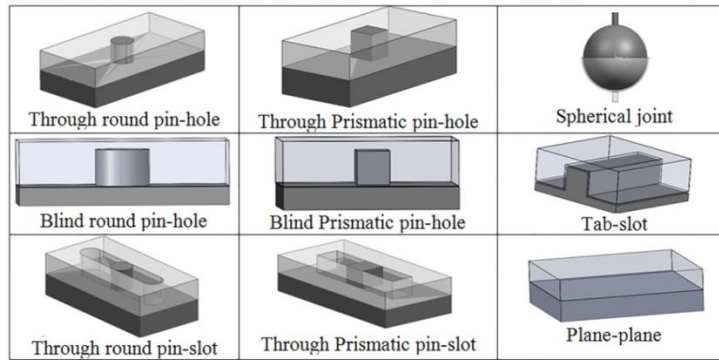 Through round pin-hole
Through Prismatic pin-hole
Spherical joint
Blind round pin-hole
Blind Prismatic pin-hole
Tab-slot
Through round pin-slot
Through Prismatic pin-slot
Plane-plane